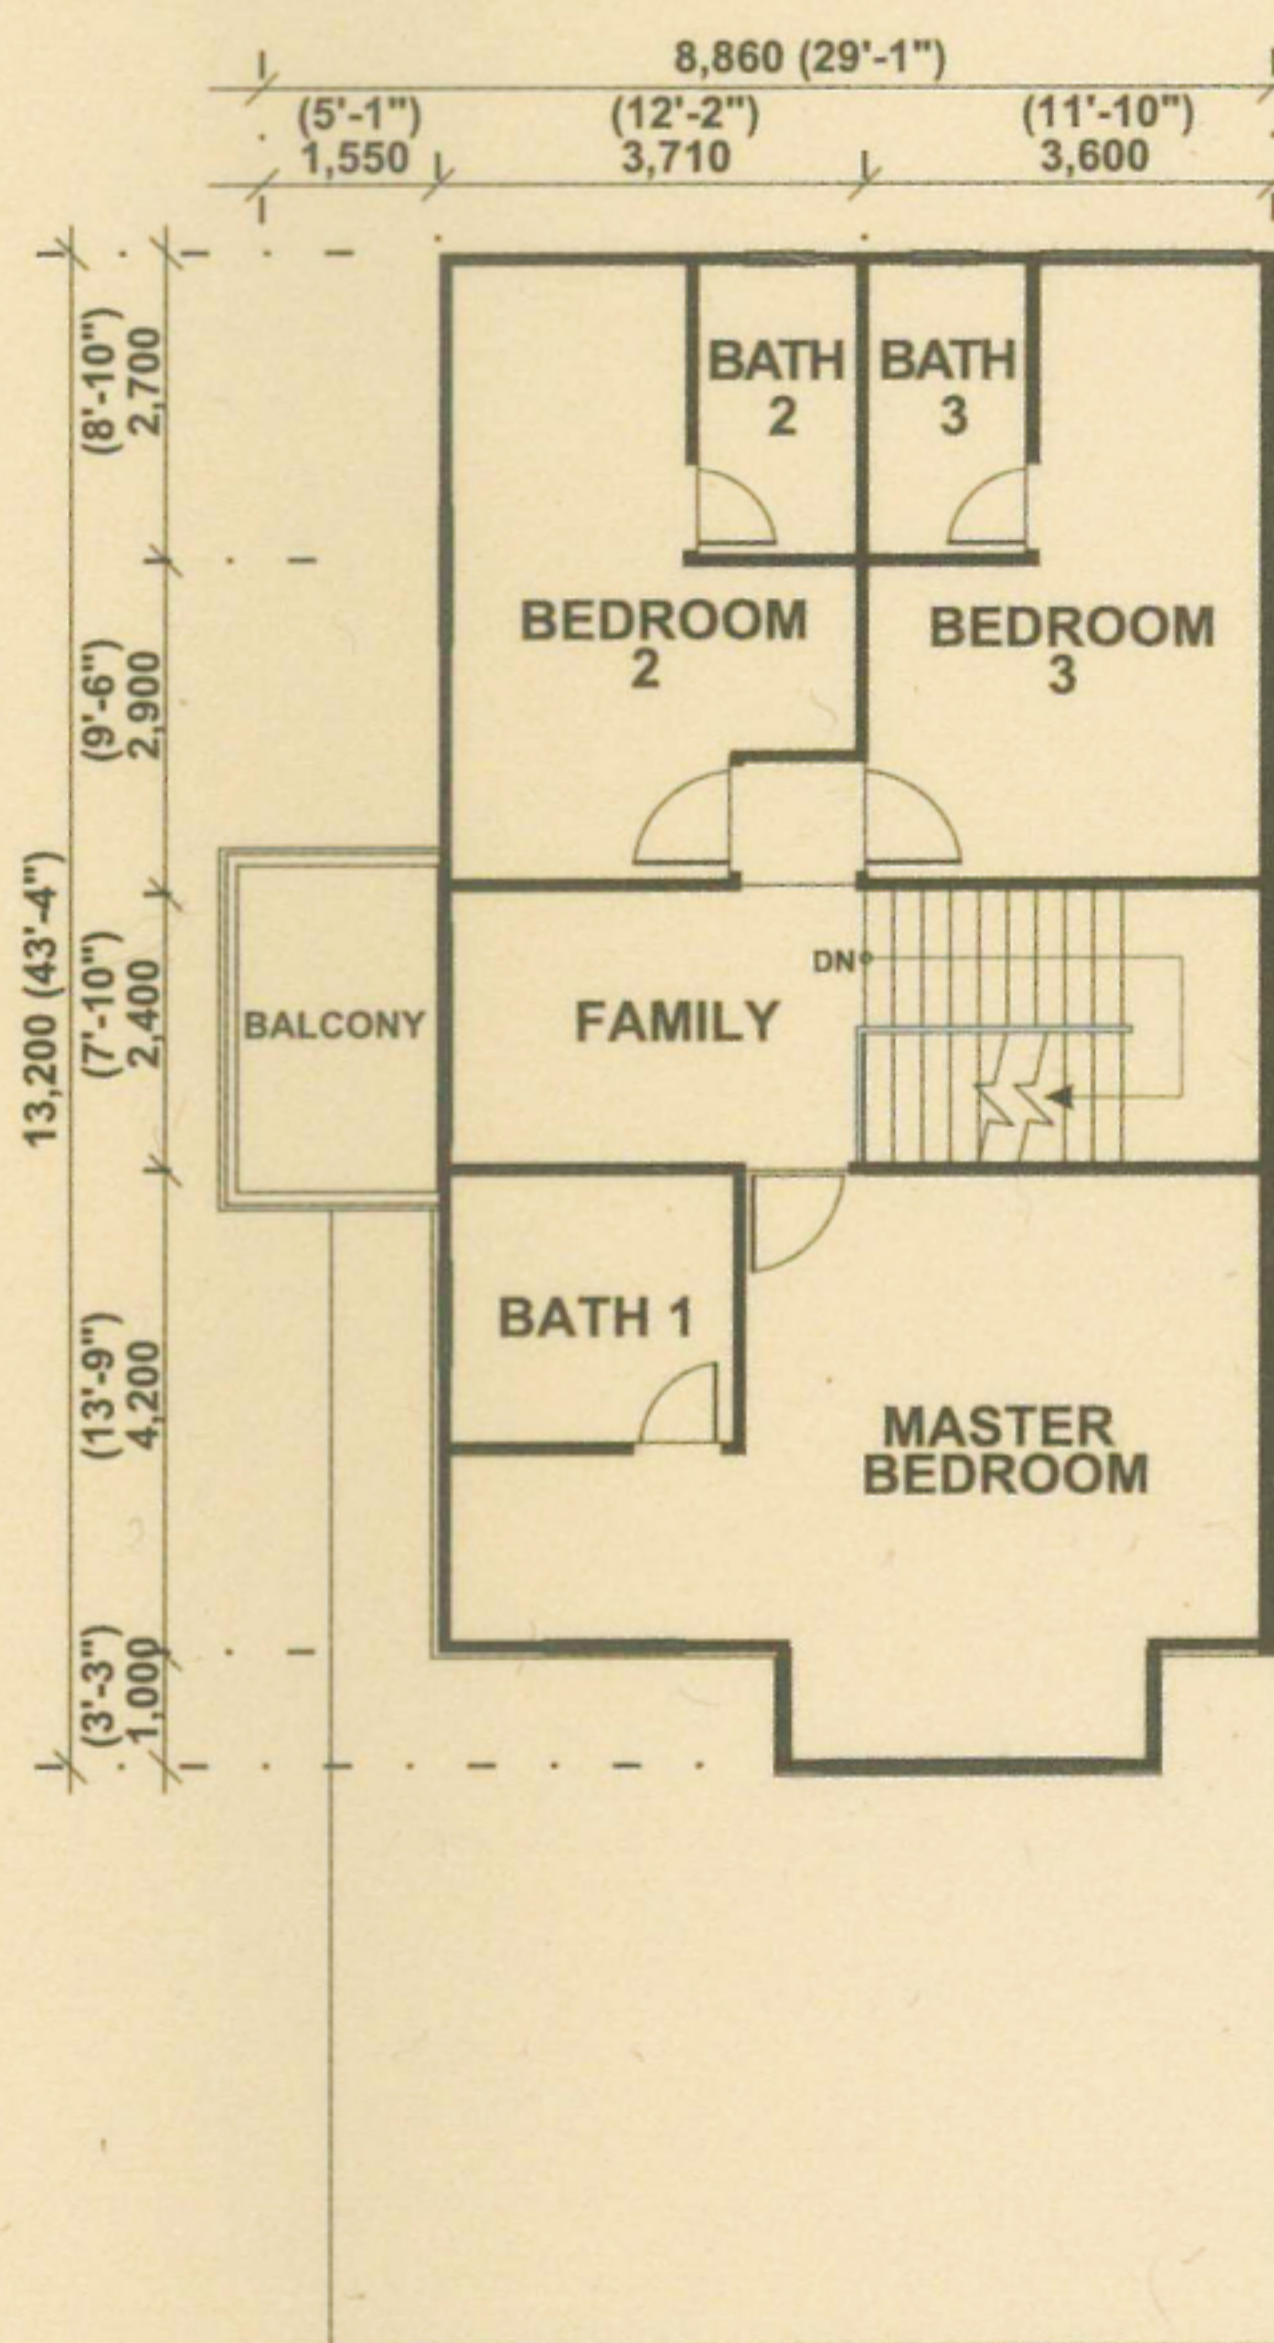 8,860 (29'-1")
(5'-1") (12'-2") (11'-10")
1,550 3,710 3,600
(8'-10")
2,700
BATH
2
BATH
3
BEDROOM
2
BEDROOM
3
(9'-6")
2,900
13,200 (43'-4")
(7'-10")
2,400
BALCONY
FAMILY
DN
BATH 1
(13'-9")
4,200
MASTER
BEDROOM
(3'-3")
1,000